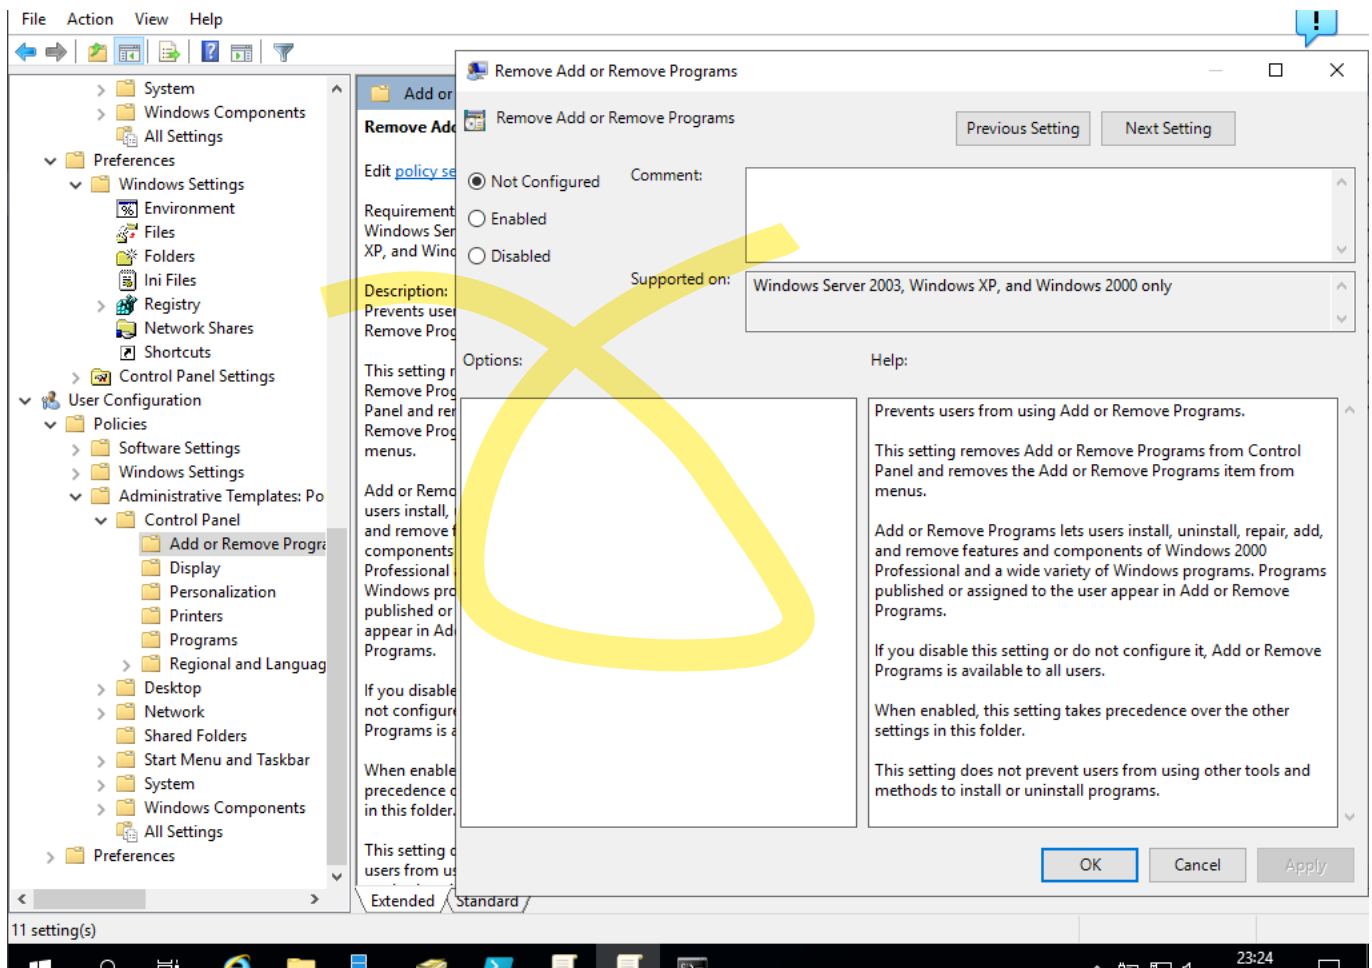 File Action View Help
System
Windows Components
All Settings
Preferences
Windows Settings
Environment
Files
Folders
Ini Files
Registry
Network Shares
Shortcuts
Control Panel Settings
User Configuration
Policies
Software Settings
Windows Settings
Administrative Templates: Po
Control Panel
Add or Remove Progra
Display
Personalization
Printers
Programs
Regional and Languag
Desktop
Network
Shared Folders
Start Menu and Taskbar
System
Windows Components
All Settings
Preferences
Add or
Remove Add
Edit policy se
Requirement
Windows Ser
XP, and Wind
Description:
Prevents user
Remove Prog
This setting r
Remove Prog
Panel and rer
Remove Prog
menus.
Add or Remo
users install,
and remove f
components
Professional
Windows pro
published or
appear in Add
Programs.
If you disable
not configure
Programs is a
When enable
precedence o
in this folder.
This setting d
users from us
Extended Standard
Remove Add or Remove Programs
Remove Add or Remove Programs
Previous Setting Next Setting
Not Configured
Enabled
Disabled
Comment:
Supported on:
Windows Server 2003, Windows XP, and Windows 2000 only
Options:
Help:
Prevents users from using Add or Remove Programs.
This setting removes Add or Remove Programs from Control
Panel and removes the Add or Remove Programs item from
menus.
Add or Remove Programs lets users install, uninstall, repair, add,
and remove features and components of Windows 2000
Professional and a wide variety of Windows programs. Programs
published or assigned to the user appear in Add or Remove
Programs.
If you disable this setting or do not configure it, Add or Remove
Programs is available to all users.
When enabled, this setting takes precedence over the other
settings in this folder.
This setting does not prevent users from using other tools and
methods to install or uninstall programs.
OK Cancel Apply
11 setting(s)
23:24